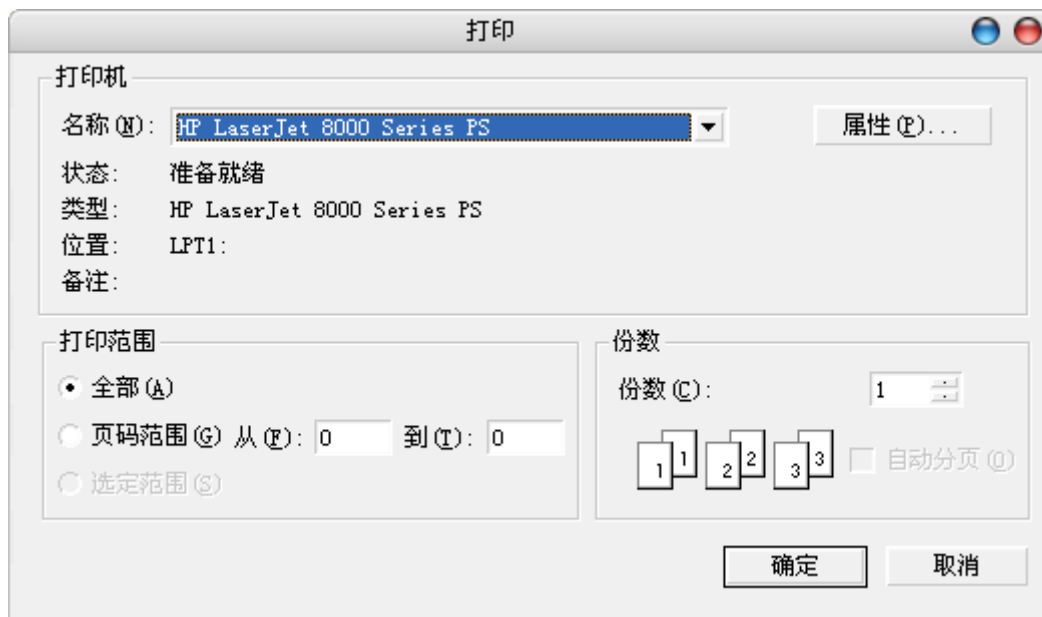 打印
打印机
名称(N): HP LaserJet 8000 Series PS 属性(P)...
状态: 准备就绪
类型: HP LaserJet 8000 Series PS
位置: LPT1:
备注:
打印范围
全部(A)
页码范围(G) 从(F): 0 到(T): 0
选定范围(S)
份数
份数(C): 1
1 1 2 2 3 3 自动分页(O)
确定 取消